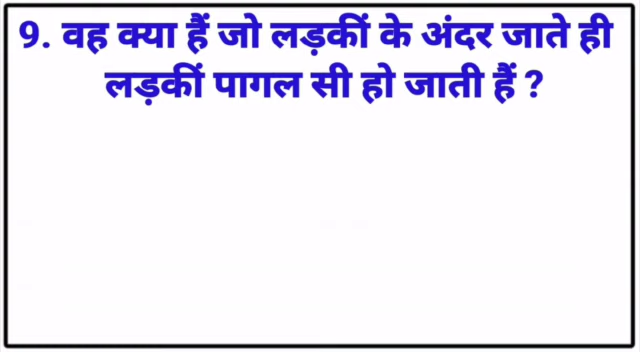 9. वह क्या हैं जो लड़कीं के अंदर जाते ही
लड़कीं पागल सी हो जाती हैं ?